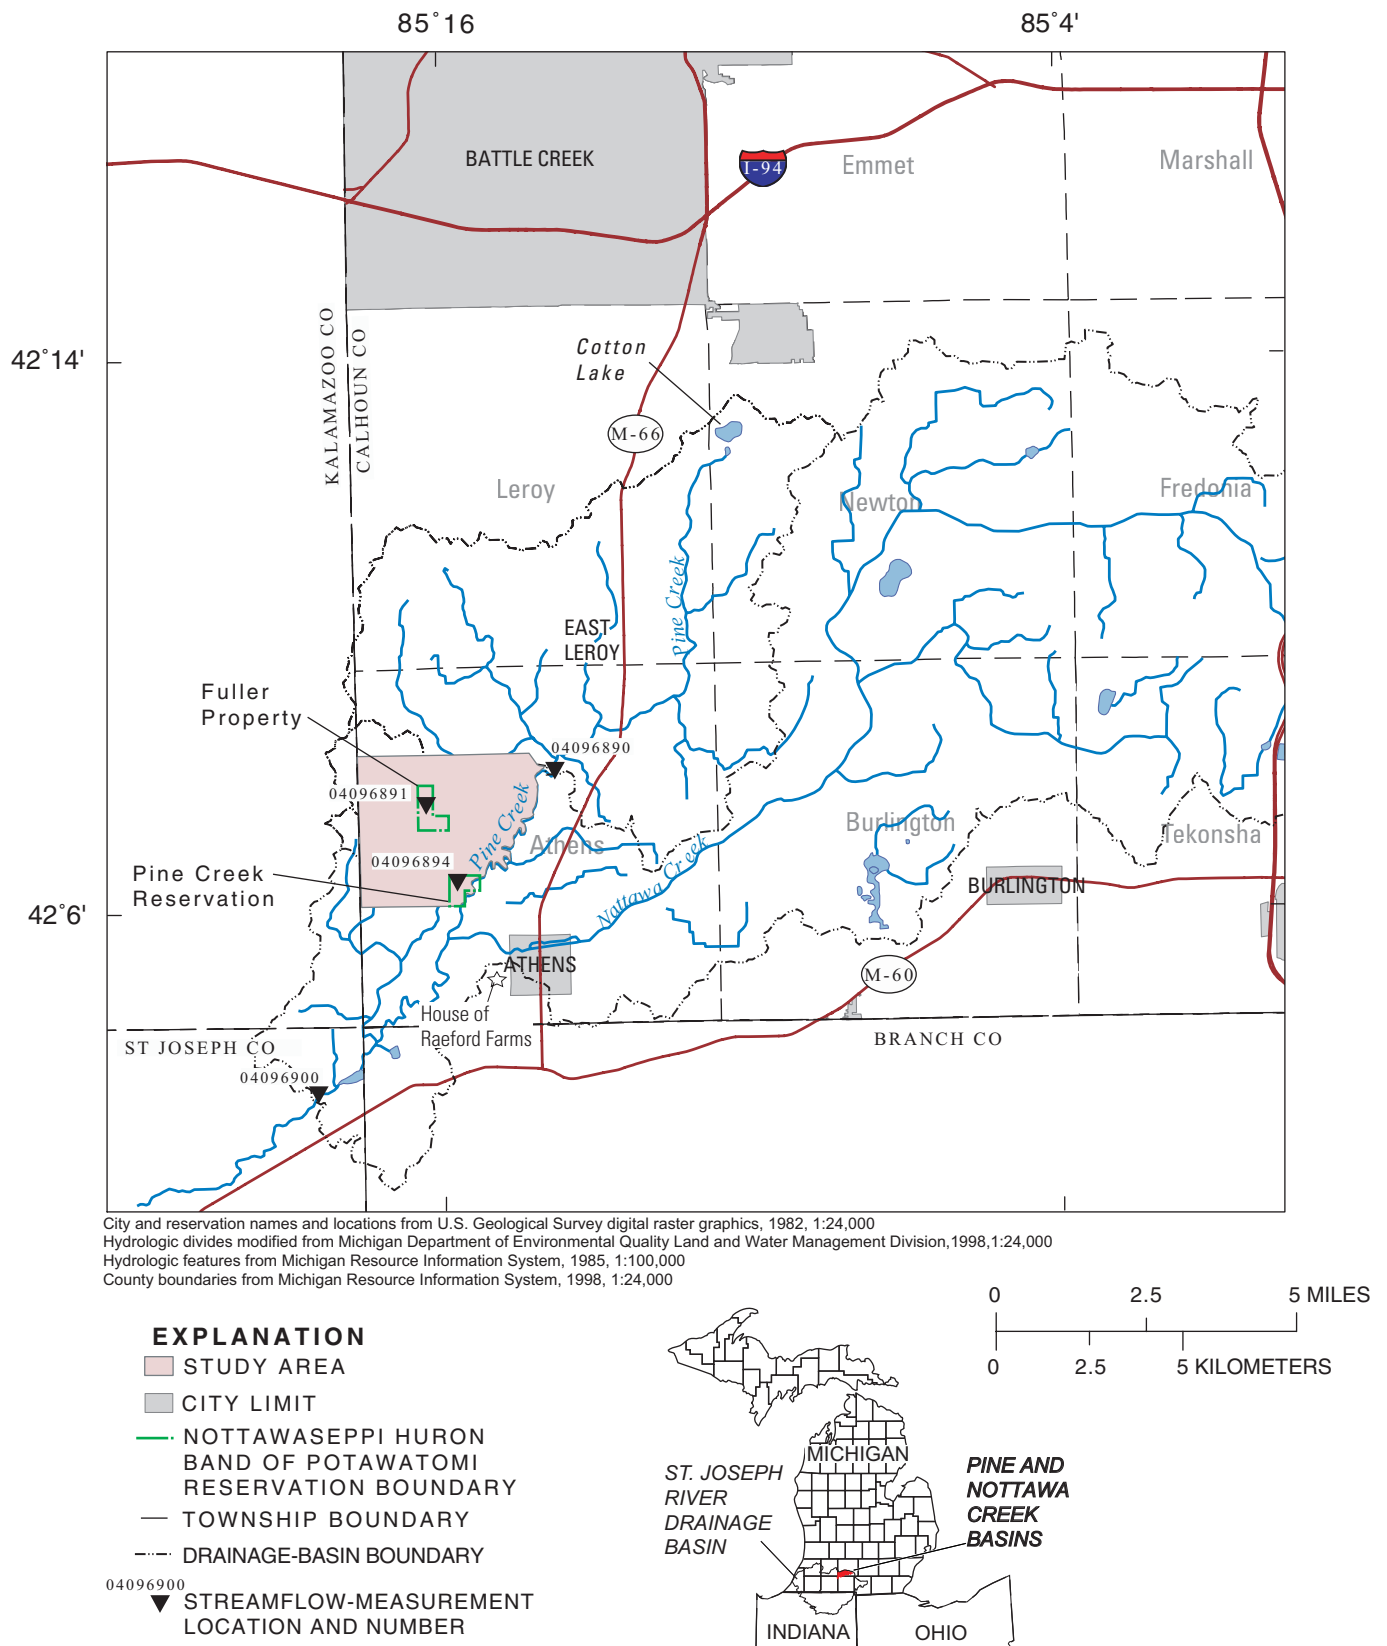 85°16
85°4'
BATTLE CREEK
I-94
Emmet
Marshall
KALAMAZOO CO
CALHOUN CO
42°14'
Cotton
Lake
M-66
Leroy
Newton
Fredonia
Pine Creek
EAST
LEROY
Fuller
Property
04096890
04096891
Pine Creek
Athens
Burlington
Tekonsha
04096894
Pine Creek
Reservation
Nattawa Creek
BURLINGTON
42°6'
ATHENS
M-60
House of
Raeford Farms
ST JOSEPH CO
BRANCH CO
04096900
City and reservation names and locations from U.S. Geological Survey digital raster graphics, 1982, 1:24,000
Hydrologic divides modified from Michigan Department of Environmental Quality Land and Water Management Division,1998,1:24,000
Hydrologic features from Michigan Resource Information System, 1985, 1:100,000
County boundaries from Michigan Resource Information System, 1998, 1:24,000
0 2.5 5 MILES
0 2.5 5 KILOMETERS
EXPLANATION
STUDY AREA
CITY LIMIT
NOTTAWASEPPI HURON
BAND OF POTAWATOMI
RESERVATION BOUNDARY
TOWNSHIP BOUNDARY
DRAINAGE-BASIN BOUNDARY
04096900
STREAMFLOW-MEASUREMENT
LOCATION AND NUMBER
MICHIGAN
ST. JOSEPH
RIVER
DRAINAGE
BASIN
PINE AND
NOTTAWA
CREEK
BASINS
INDIANA
OHIO